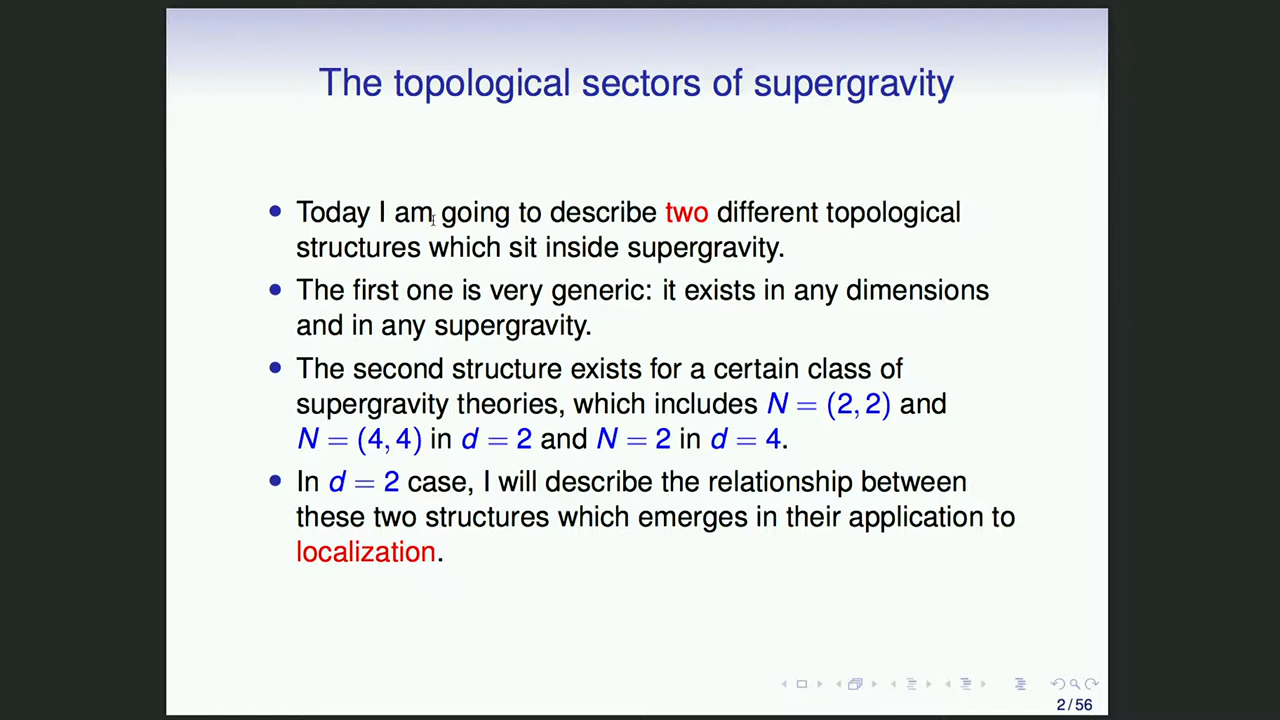 The topological sectors of supergravity
• Today I am going to describe two different topological
structures which sit inside supergravity.
• The first one is very generic: it exists in any dimensions
and in any supergravity.
• The second structure exists for a certain class of
supergravity theories, which includes N = (2, 2) and
N = (4, 4) in d = 2 and N = 2 in d = 4.
• In d = 2 case, I will describe the relationship between
these two structures which emerges in their application to
localization.
2 / 56